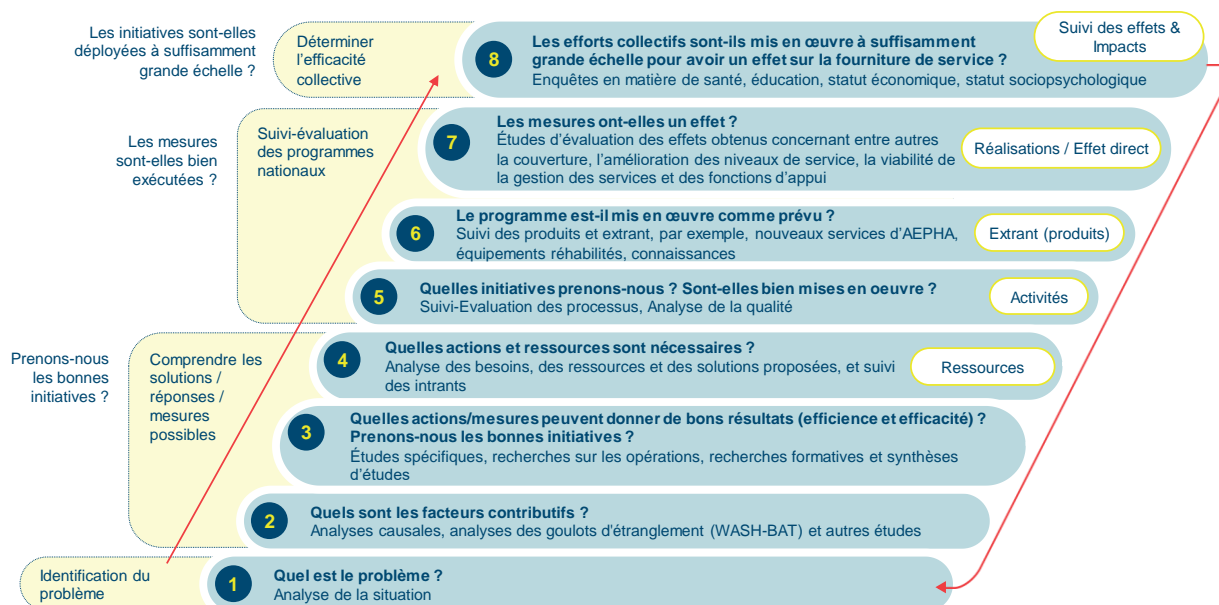 Les initiatives sont-elles
déployées à suffisamment
grande échelle ?
Déterminer
l'efficacité
collective
8
Les efforts collectifs sont-ils mis en œuvre à suffisamment
grande échelle pour avoir un effet sur la fourniture de service ?
Enquêtes en matière de santé, éducation, statut économique, statut sociopsychologique
Suivi des effets &
Impacts
Les mesures
sont-elles bien
exécutées ?
Suivi-évaluation
des programmes
nationaux
7
Les mesures ont-elles un effet ?
Études d'évaluation des effets obtenus concernant entre autres
la couverture, l'amélioration des niveaux de service, la viabilité de
la gestion des services et des fonctions d'appui
Réalisations / Effet direct
6
Le programme est-il mis en œuvre comme prévu ?
Suivi des produits et extrant, par exemple, nouveaux services d'AEPHA,
équipements réhabilités, connaissances
Extrant (produits)
5
Quelles initiatives prenons-nous ? Sont-elles bien mises en oeuvre ?
Suivi-Evaluation des processus, Analyse de la qualité
Activités
Prenons-nous
les bonnes
initiatives ?
Comprendre les
solutions /
réponses /
mesures
possibles
4
Quelles actions et ressources sont nécessaires ?
Analyse des besoins, des ressources et des solutions proposées, et suivi
des intrants
Ressources
3
Quelles actions/mesures peuvent donner de bons résultats (efficience et efficacité) ?
Prenons-nous les bonnes initiatives ?
Études spécifiques, recherches sur les opérations, recherches formatives et synthèses
d'études
2
Quels sont les facteurs contributifs ?
Analyses causales, analyses des goulots d'étranglement (WASH-BAT) et autres études
Identification du
problème
1
Quel est le problème ?
Analyse de la situation